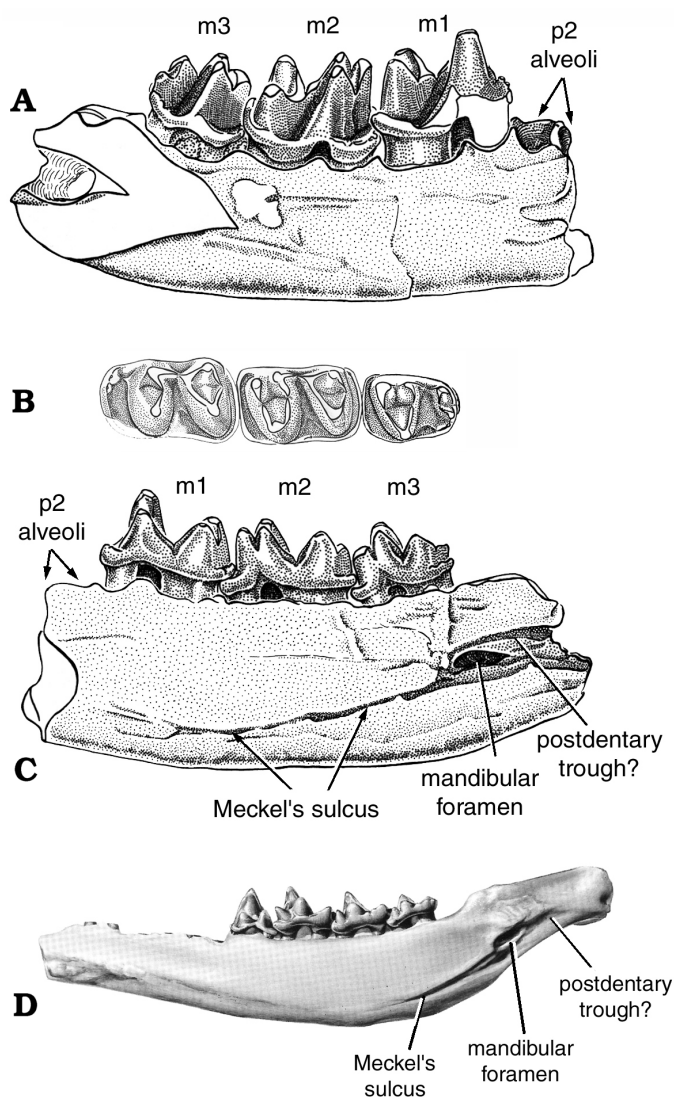 m3 m2 m1 p2
alveoli
A
B
m1 m2 m3
p2
alveoli
C
Meckel's sulcus
mandibular
foramen
postdentary
trough?
D
Meckel's
sulcus
mandibular
foramen
postdentary
trough?